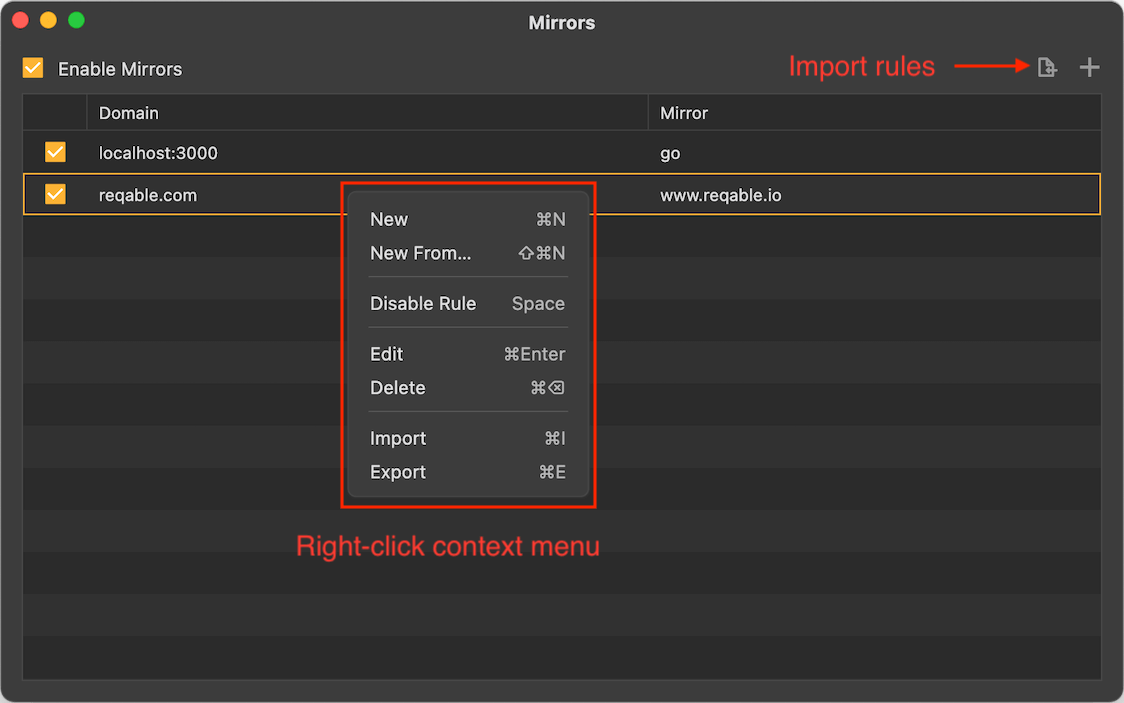 Mirrors
Enable Mirrors
Import rules
Domain Mirror
localhost:3000 go
reqable.com www.reqable.io
New ⌘N
New From... ⇧⌘N
Disable Rule Space
Edit ⌘Enter
Delete ⌘⌫
Import ⌘I
Export ⌘E
Right-click context menu